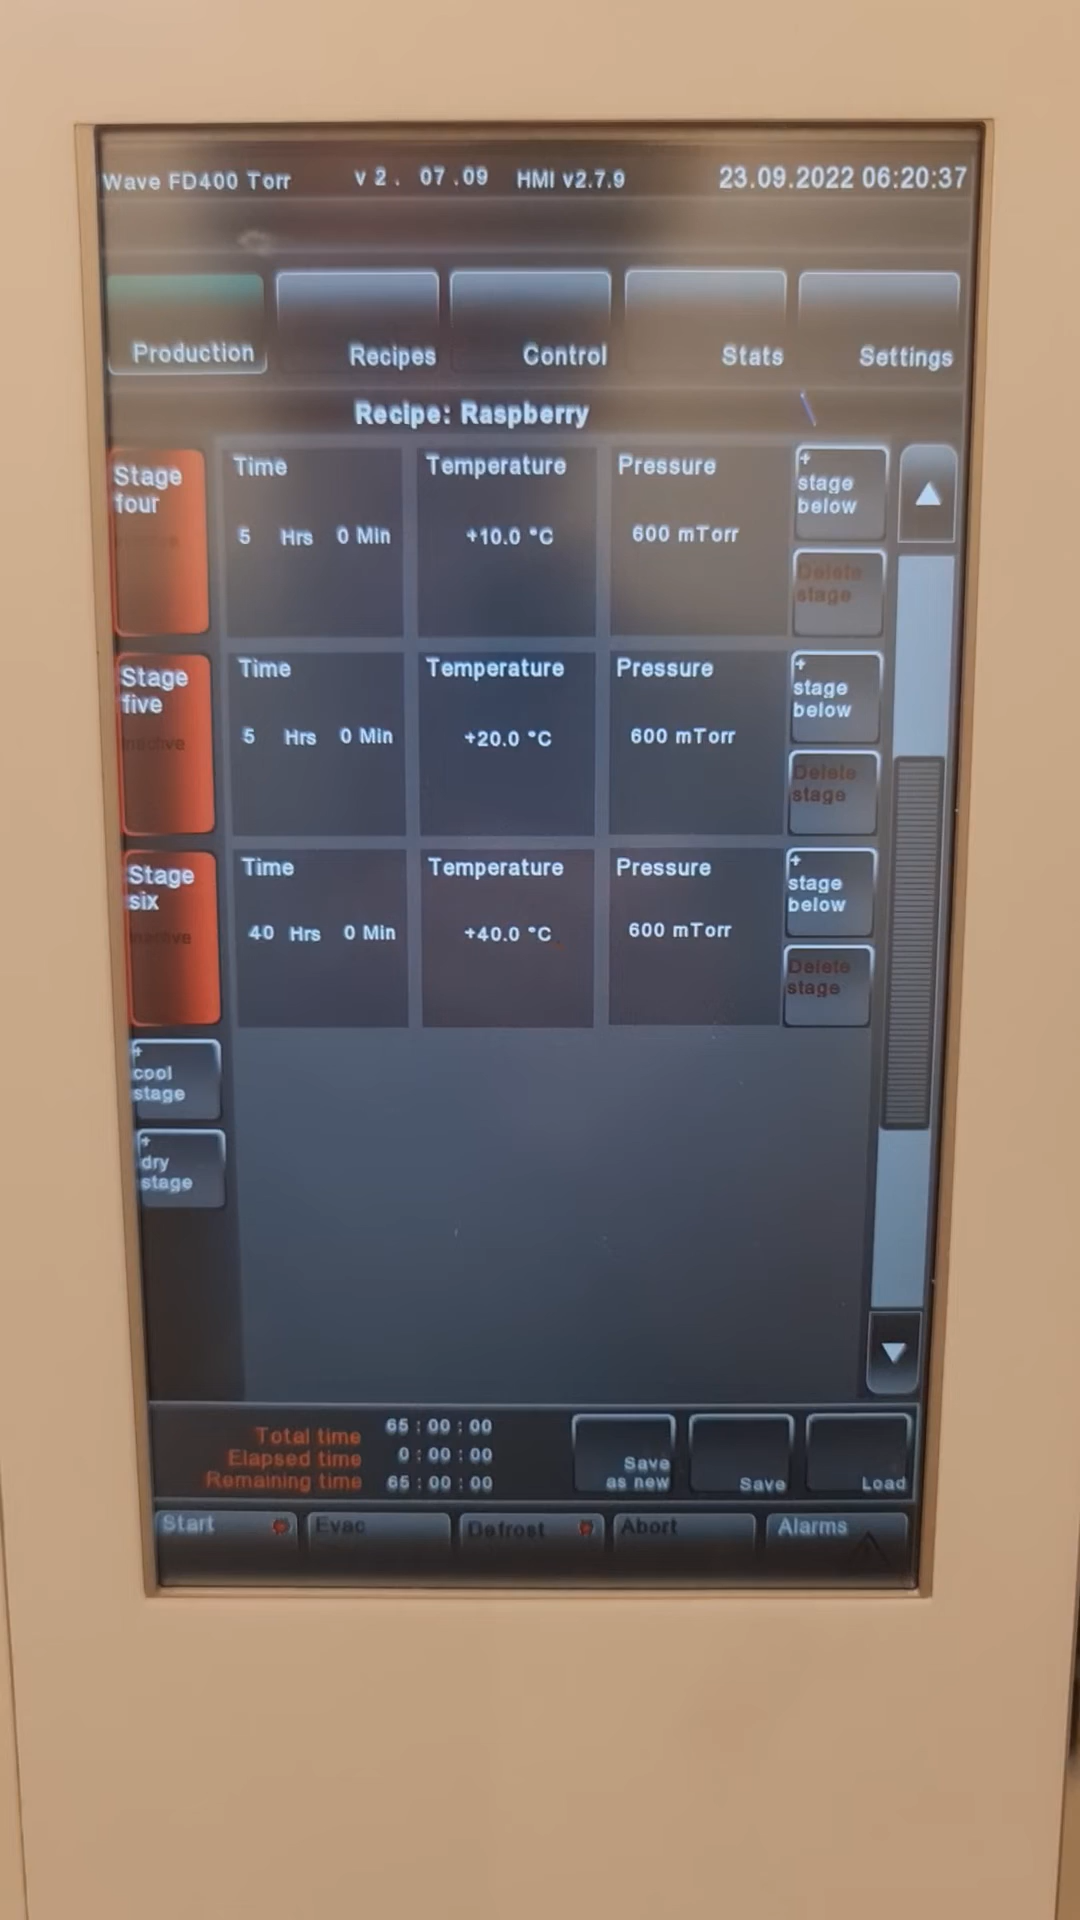 Wave FD400 Torr v 2. 07.09 HMI v2.7.9 23.09.2022 06:20:37
Production Recipes Control Stats Settings
Recipe: Raspberry
Stage four
inactive
Time Temperature Pressure
5 Hrs 0 Min +10.0 °C 600 mTorr
+ stage below
Delete stage
Stage five
inactive
Time Temperature Pressure
5 Hrs 0 Min +20.0 °C 600 mTorr
+ stage below
Delete stage
Stage six
inactive
Time Temperature Pressure
40 Hrs 0 Min +40.0 °C 600 mTorr
+ stage below
Delete stage
+ cool stage
+ dry stage
Total time 65:00:00
Elapsed time 0:00:00
Remaining time 65:00:00
Save as new Save Load
Start Evac Defrost Abort Alarms